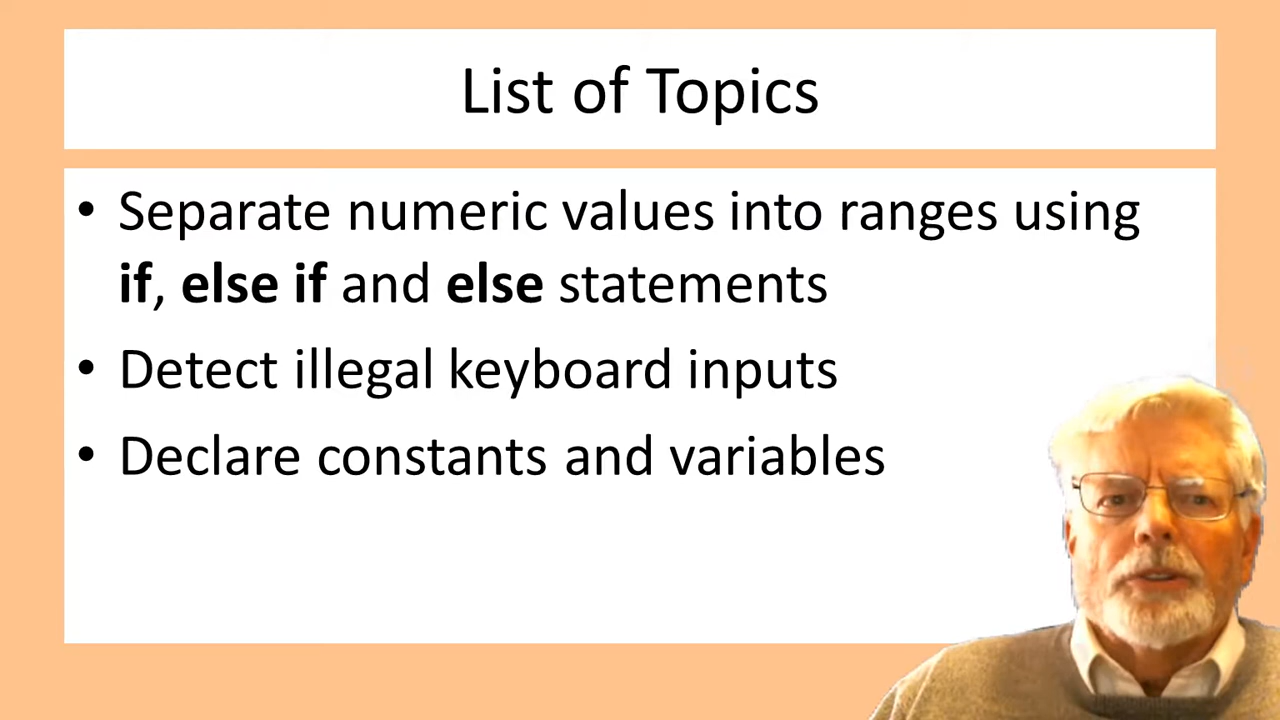 List of Topics
• Separate numeric values into ranges using
if, else if and else statements
• Detect illegal keyboard inputs
• Declare constants and variables